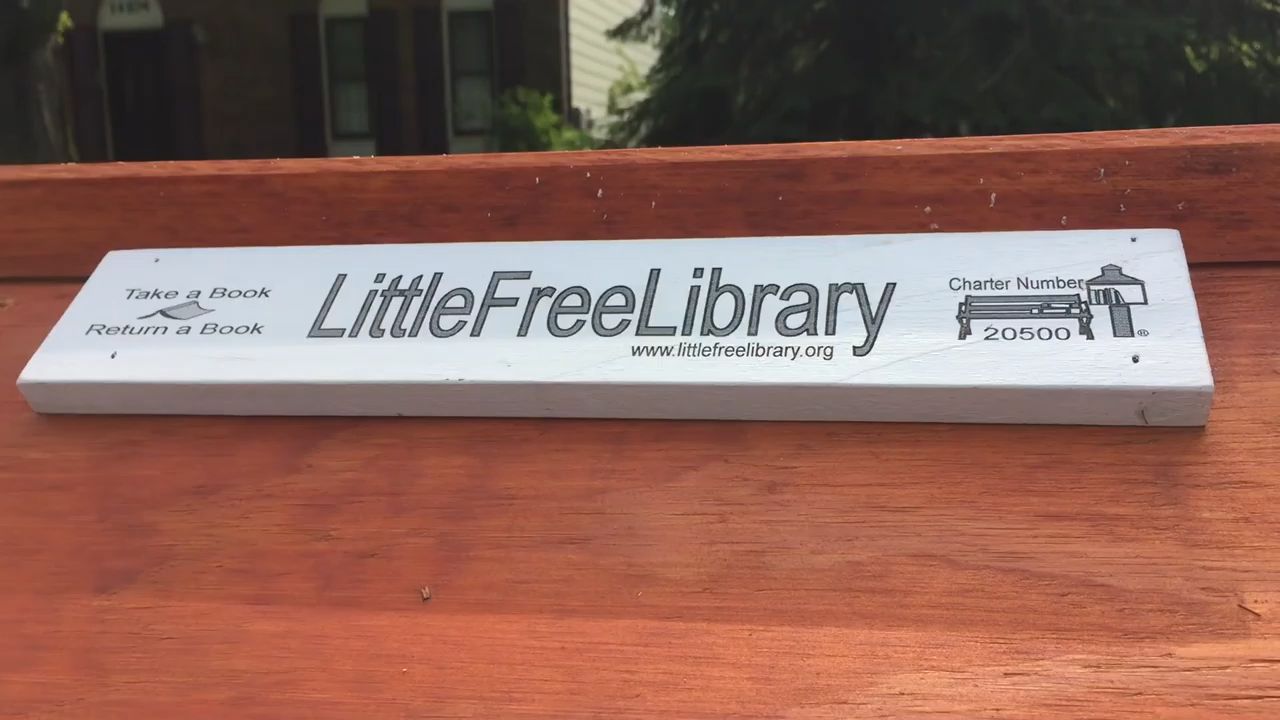 Take a Book
Return a Book
LittleFreeLibrary
www.littlefreelibrary.org
Charter Number
20500
®